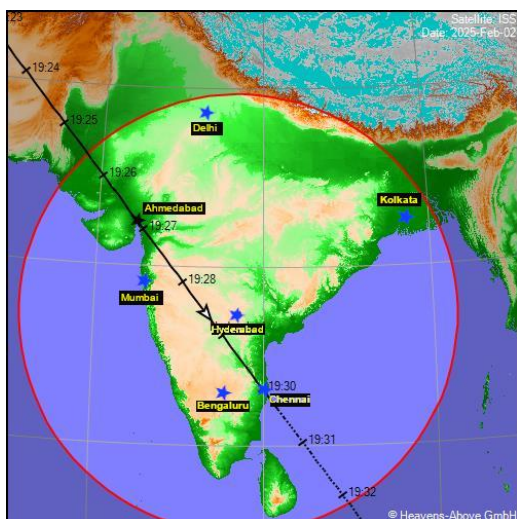 Satellite: ISS
:23
Date: 2025-Feb-02
19:24
Delhi
19:25
19:26
Kolkata
Ahmedabad
19:27
Mumbai
19:28
Hyderabad
19:30
Chennai
Bengaluru
19:31
19:32
© Heavens-Above GmbH